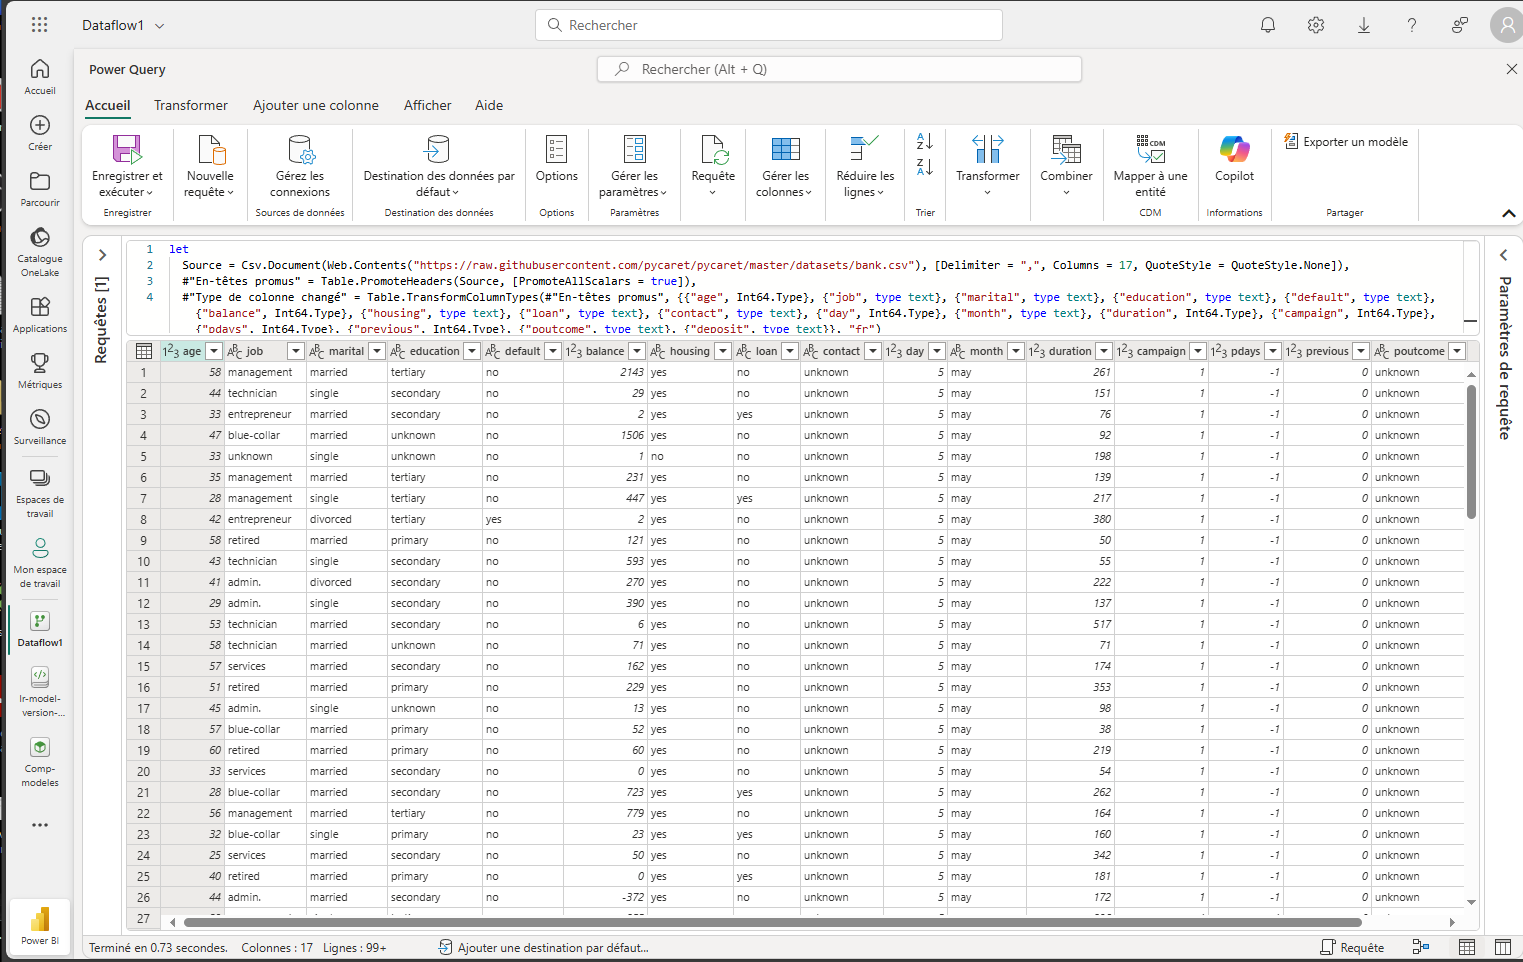 Dataflow1
Rechercher
Power Query
Rechercher (Alt + Q)
Accueil
Créer
Parcourir
Catalogue
OneLake
Applications
Métriques
Surveillance
Espaces de
travail
Mon espace
de travail
Dataflow1
lr-model-
version-...
Comp-
modeles
Power BI
Accueil Transformer Ajouter une colonne Afficher Aide
Enregistrer et
exécuter
Enregistrer
Nouvelle
requête
Gérez les
connexions
Sources de données
Destination des données par
défaut
Destination des données
Options
Options
Gérer les
paramètres
Paramètres
Requête
Gérer les
colonnes
Réduire les
lignes
Trier
Transformer
Combiner
CDM
Mapper à une
entité
CDM
Copilot
Informations
Exporter un modèle
Partager
Requêtes [1]
1 let
2 Source = Csv.Document(Web.Contents("https://raw.githubusercontent.com/pycaret/pycaret/master/datasets/bank.csv"), [Delimiter = ",", Columns = 17, QuoteStyle = QuoteStyle.None]),
3 #"En-têtes promus" = Table.PromoteHeaders(Source, [PromoteAllScalars = true]),
4 #"Type de colonne changé" = Table.TransformColumnTypes(#"En-têtes promus", {{"age", Int64.Type}, {"job", type text}, {"marital", type text}, {"education", type text}, {"default", type text},
{"balance", Int64.Type}, {"housing", type text}, {"loan", type text}, {"contact", type text}, {"day", Int64.Type}, {"month", type text}, {"duration", Int64.Type}, {"campaign", Int64.Type},
{"pdays", Int64.Type}, {"previous", Int64.Type}, {"poutcome", type text}, {"deposit", type text}}, "fr")
Paramètres de requête
123 age ABC job ABC marital ABC education ABC default 123 balance ABC housing ABC loan ABC contact 123 day ABC month 123 duration 123 campaign 123 pdays 123 previous ABC poutcome
1 58 management married tertiary no 2143 yes no unknown 5 may 261 1 -1 0 unknown
2 44 technician single secondary no 29 yes no unknown 5 may 151 1 -1 0 unknown
3 33 entrepreneur married secondary no 2 yes yes unknown 5 may 76 1 -1 0 unknown
4 47 blue-collar married unknown no 1506 yes no unknown 5 may 92 1 -1 0 unknown
5 33 unknown single unknown no 1 no no unknown 5 may 198 1 -1 0 unknown
6 35 management married tertiary no 231 yes no unknown 5 may 139 1 -1 0 unknown
7 28 management single tertiary no 447 yes yes unknown 5 may 217 1 -1 0 unknown
8 42 entrepreneur divorced tertiary yes 2 yes no unknown 5 may 380 1 -1 0 unknown
9 58 retired married primary no 121 yes no unknown 5 may 50 1 -1 0 unknown
10 43 technician single secondary no 593 yes no unknown 5 may 55 1 -1 0 unknown
11 41 admin. divorced secondary no 270 yes no unknown 5 may 222 1 -1 0 unknown
12 29 admin. single secondary no 390 yes no unknown 5 may 137 1 -1 0 unknown
13 53 technician married secondary no 6 yes no unknown 5 may 517 1 -1 0 unknown
14 58 technician married unknown no 71 yes no unknown 5 may 71 1 -1 0 unknown
15 57 services married secondary no 162 yes no unknown 5 may 174 1 -1 0 unknown
16 51 retired married primary no 229 yes no unknown 5 may 353 1 -1 0 unknown
17 45 admin. single unknown no 13 yes no unknown 5 may 98 1 -1 0 unknown
18 57 blue-collar married primary no 52 yes no unknown 5 may 38 1 -1 0 unknown
19 60 retired married primary no 60 yes no unknown 5 may 219 1 -1 0 unknown
20 33 services married secondary no 0 yes no unknown 5 may 54 1 -1 0 unknown
21 28 blue-collar married secondary no 723 yes yes unknown 5 may 262 1 -1 0 unknown
22 56 management married tertiary no 779 yes no unknown 5 may 164 1 -1 0 unknown
23 32 blue-collar single primary no 23 yes yes unknown 5 may 160 1 -1 0 unknown
24 25 services married secondary no 50 yes no unknown 5 may 342 1 -1 0 unknown
25 40 retired married primary no 0 yes yes unknown 5 may 181 1 -1 0 unknown
26 44 admin. married secondary no -372 yes no unknown 5 may 172 1 -1 0 unknown
27
Terminé en 0.73 secondes. Colonnes : 17 Lignes : 99+ Ajouter une destination par défaut... Requête